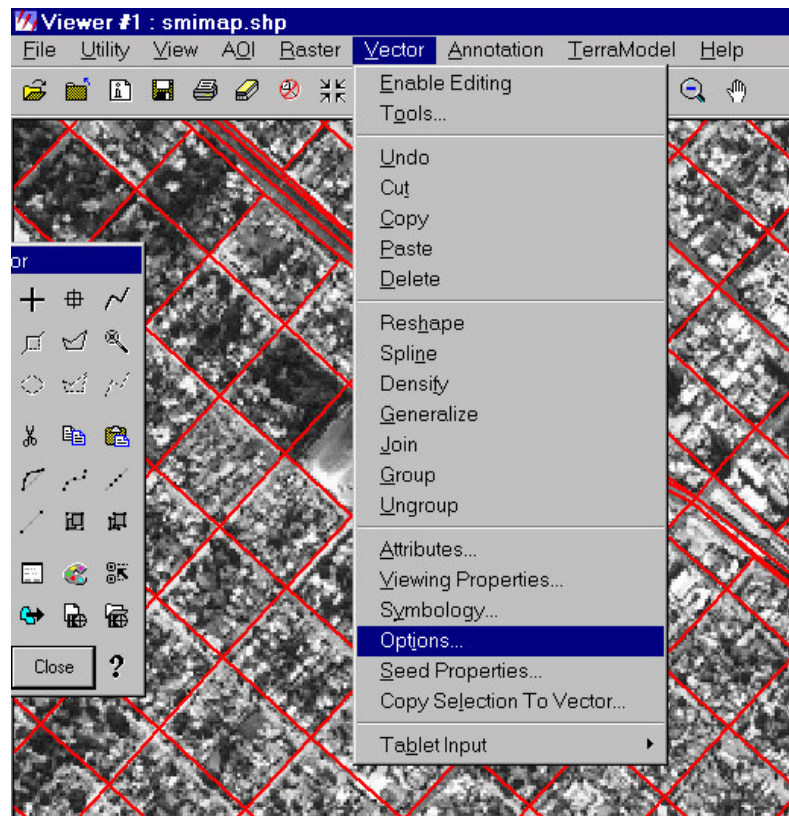 Viewer #1 : smimap.shp
File Utility View AOI Raster Vector Annotation TerraModel Help
Enable Editing
Tools...
Undo
Cut
Copy
Paste
Delete
Reshape
Spline
Densify
Generalize
Join
Group
Ungroup
Attributes...
Viewing Properties...
Symbology...
Options...
Seed Properties...
Copy Selection To Vector...
Tablet Input
or
Close ?